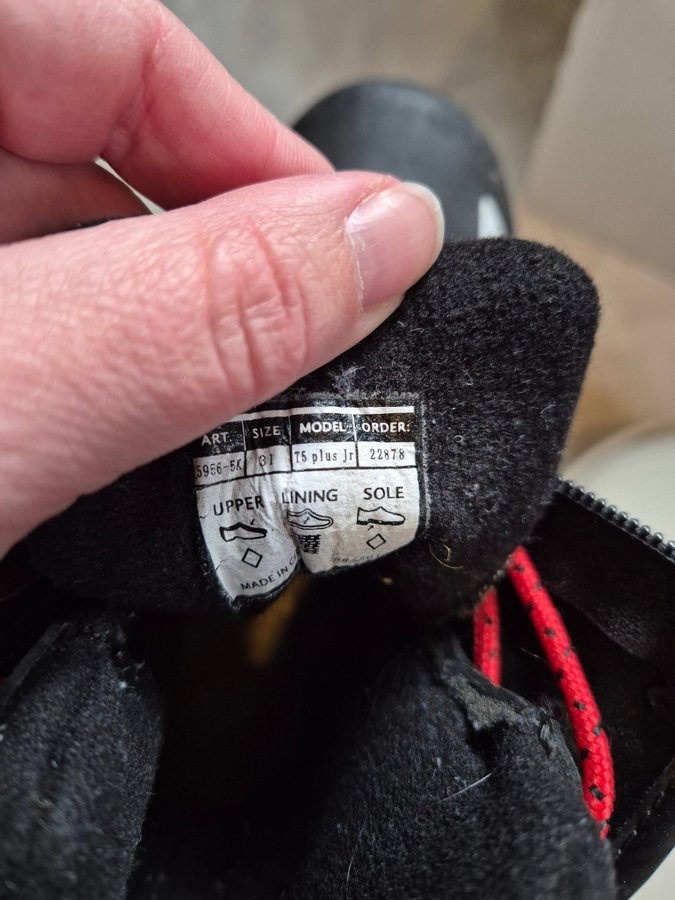 ART. SIZE MODEL: ORDER:
5956-5K 31 75 plus Jr 22878
UPPER LINING SOLE
MADE IN